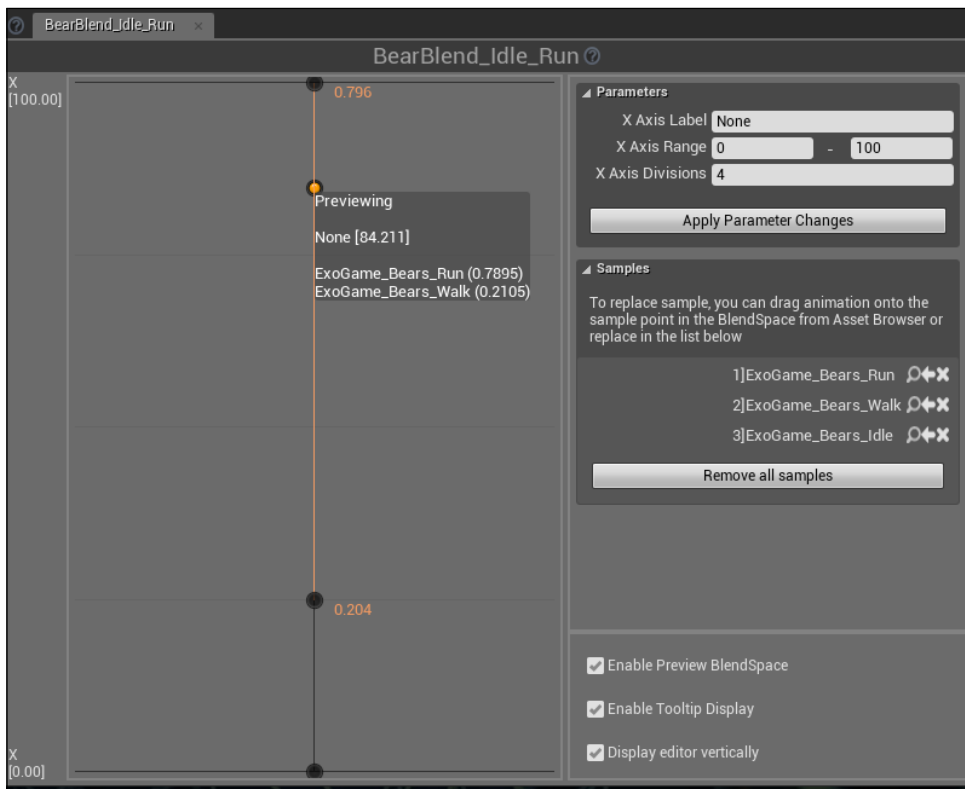 BearBlend_Idle_Run
BearBlend_Idle_Run
X
[100.00]
0.796
Previewing
None [84.211]
ExoGame_Bears_Run (0.7895)
ExoGame_Bears_Walk (0.2105)
0.204
X
[0.00]
Parameters
X Axis Label None
X Axis Range 0 - 100
X Axis Divisions 4
Apply Parameter Changes
Samples
To replace sample, you can drag animation onto the
sample point in the BlendSpace from Asset Browser or
replace in the list below
1]ExoGame_Bears_Run
2]ExoGame_Bears_Walk
3]ExoGame_Bears_Idle
Remove all samples
Enable Preview BlendSpace
Enable Tooltip Display
Display editor vertically